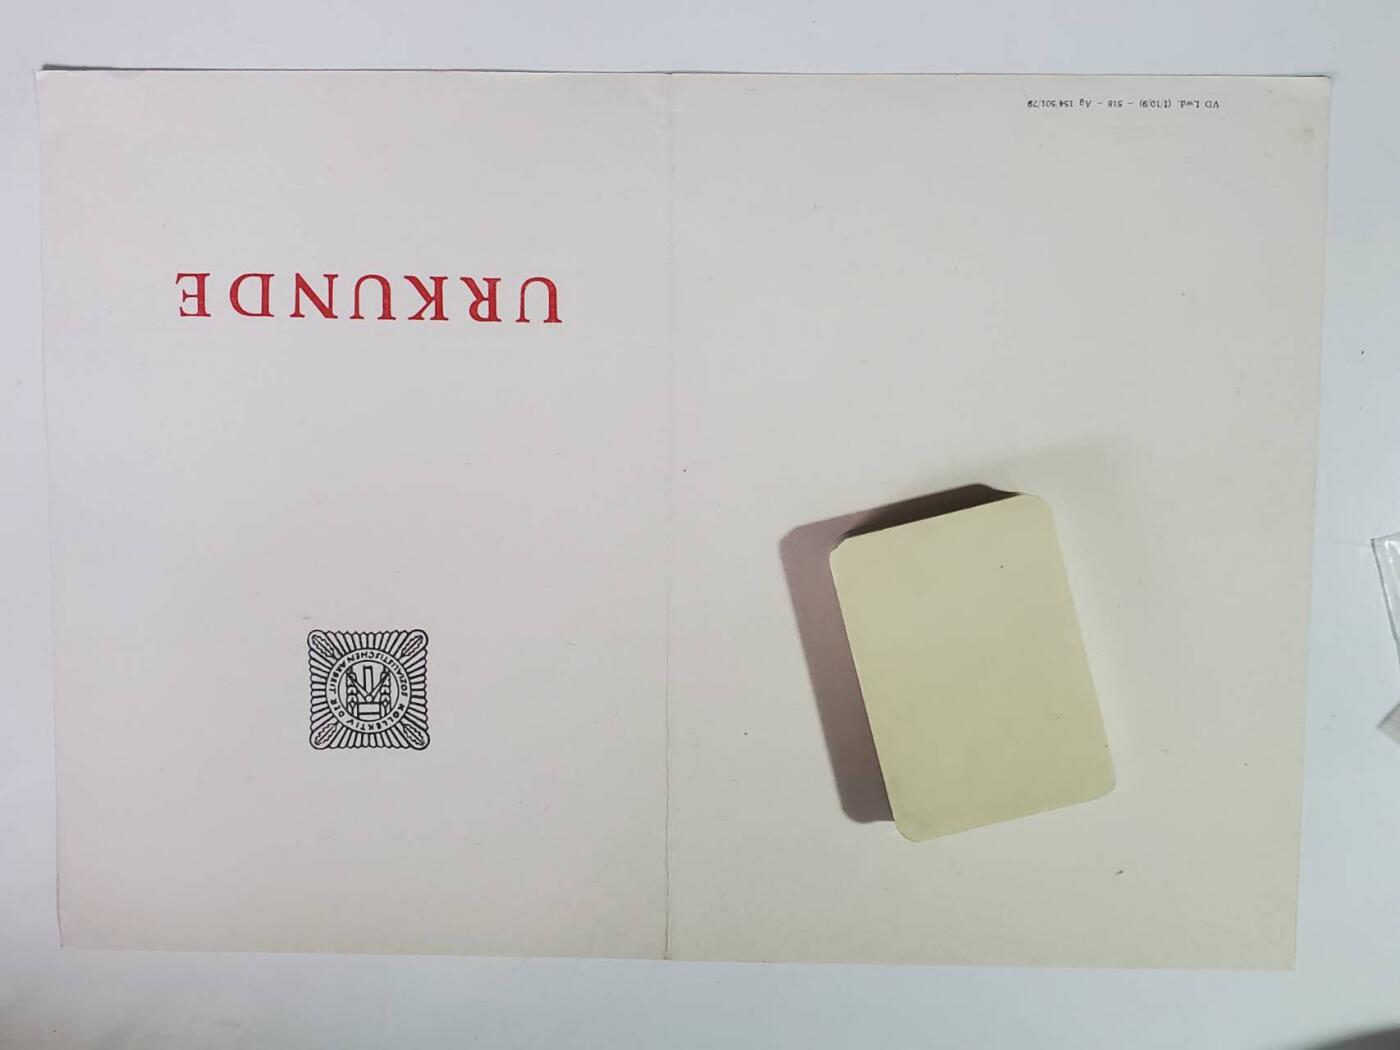 URKUNDE
KOLLEKTIV DER SOZIALISTISCHEN ARBEIT
VD Lwd. (I/10/9) - 518 - Ag 154/501/79